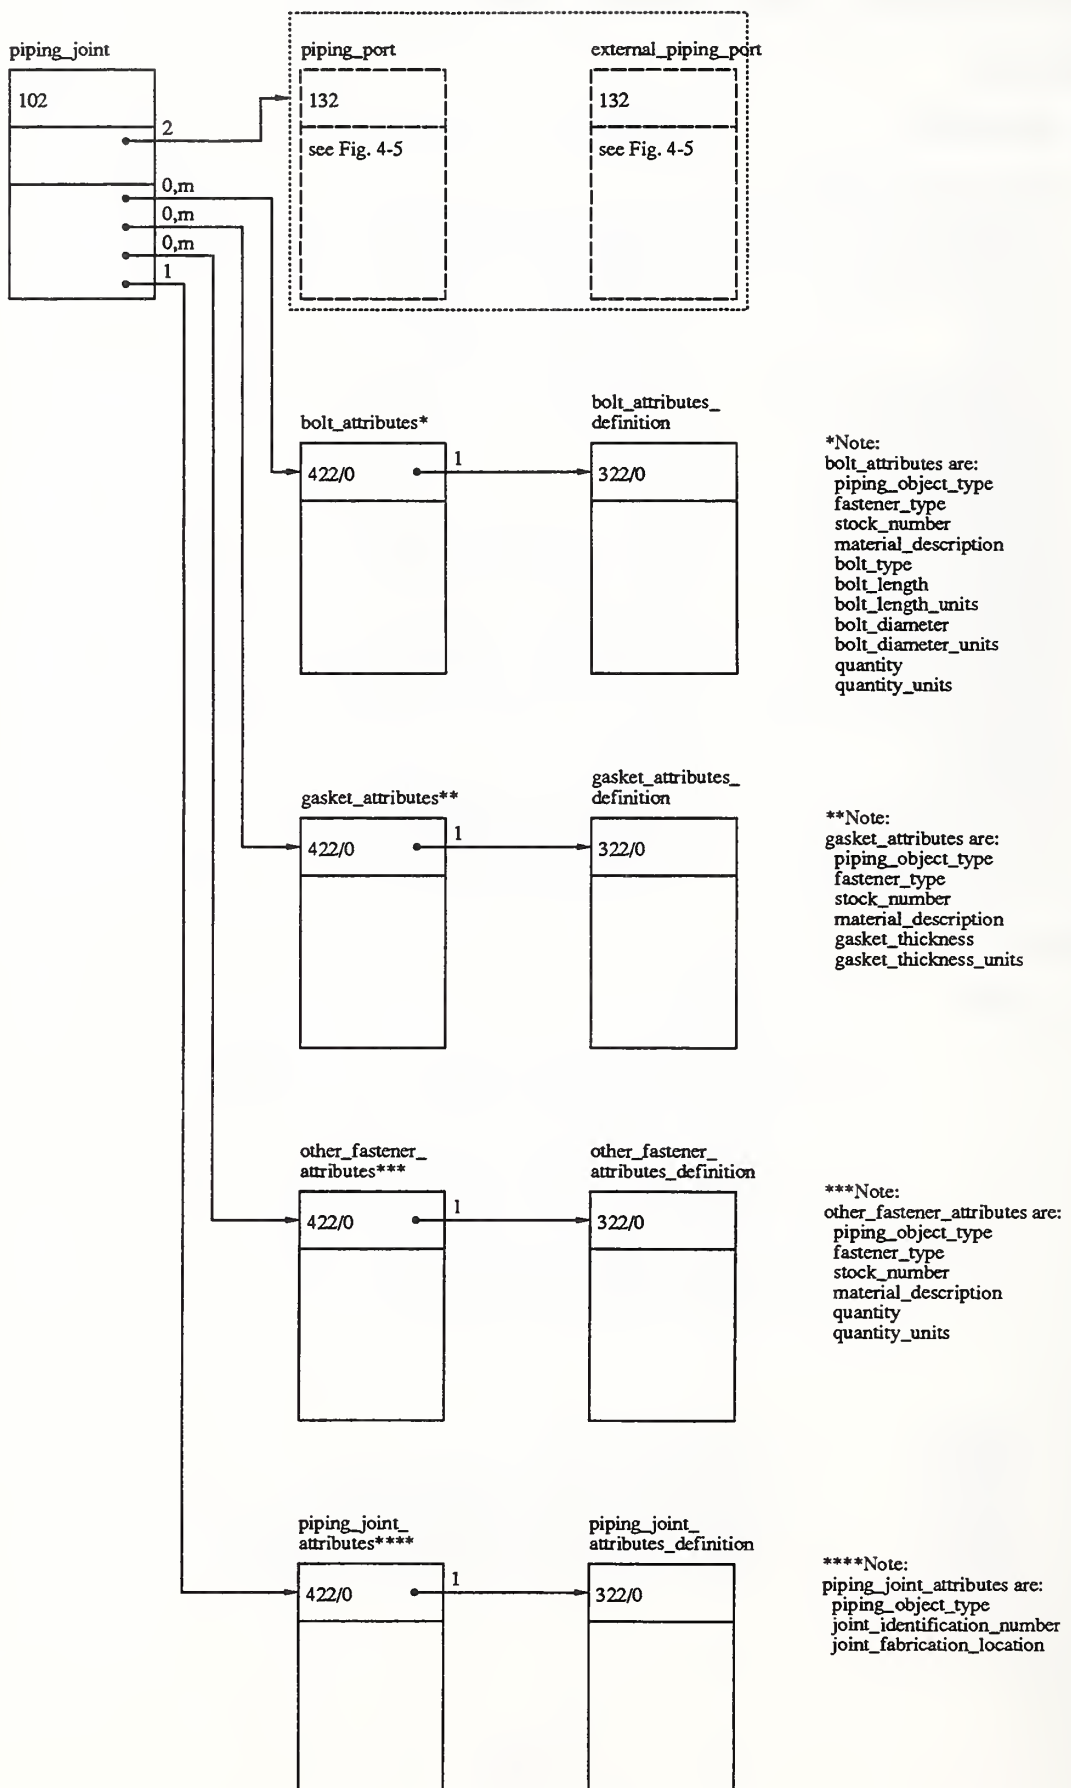 piping_joint
102
2
0,m
0,m
0,m
1
piping_port
132
see Fig. 4-5
external_piping_port
132
see Fig. 4-5
bolt_attributes*
422/0
1
bolt_attributes_
definition
322/0
*Note:
bolt_attributes are:
piping_object_type
fastener_type
stock_number
material_description
bolt_type
bolt_length
bolt_length_units
bolt_diameter
bolt_diameter_units
quantity
quantity_units
gasket_attributes**
422/0
1
gasket_attributes_
definition
322/0
**Note:
gasket_attributes are:
piping_object_type
fastener_type
stock_number
material_description
gasket_thickness
gasket_thickness_units
other_fastener_
attributes***
422/0
1
other_fastener_
attributes_definition
322/0
***Note:
other_fastener_attributes are:
piping_object_type
fastener_type
stock_number
material_description
quantity
quantity_units
piping_joint_
attributes****
422/0
1
piping_joint_
attributes_definition
322/0
****Note:
piping_joint_attributes are:
piping_object_type
joint_identification_number
joint_fabrication_location